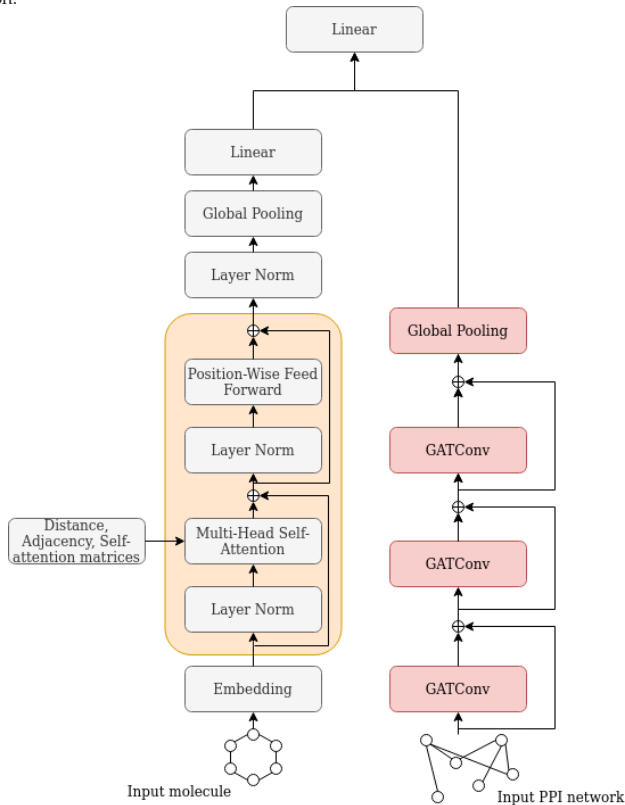 Linear
Linear
Global Pooling
Layer Norm
Position-Wise Feed
Forward
Layer Norm
Distance,
Adjacency, Self-
attention matrices
Multi-Head Self-
Attention
Layer Norm
Embedding
Input molecule
Global Pooling
GATConv
GATConv
GATConv
Input PPI network